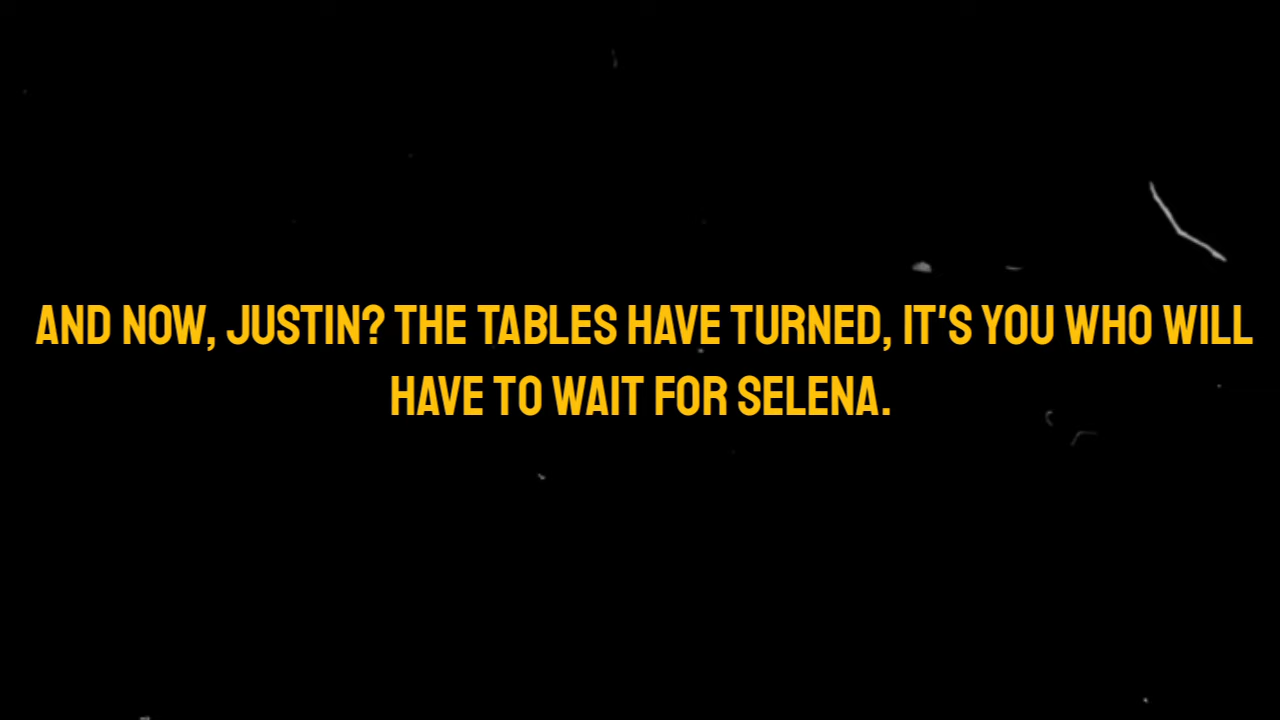 AND NOW, JUSTIN? THE TABLES HAVE TURNED, IT'S YOU WHO WILL
HAVE TO WAIT FOR SELENA.